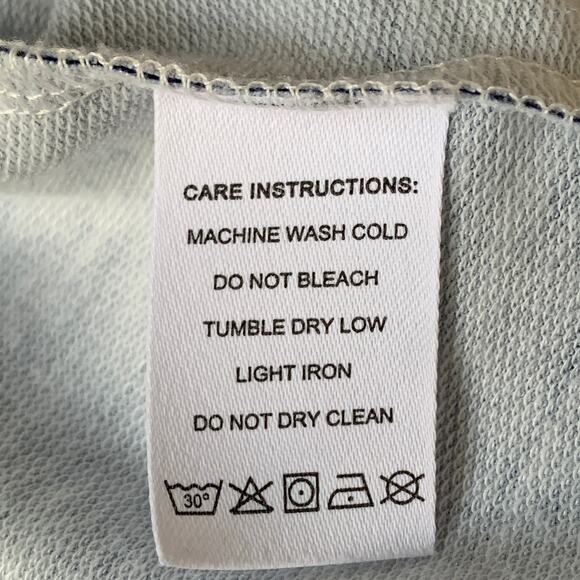 CARE INSTRUCTIONS:
MACHINE WASH COLD
DO NOT BLEACH
TUMBLE DRY LOW
LIGHT IRON
DO NOT DRY CLEAN
30°